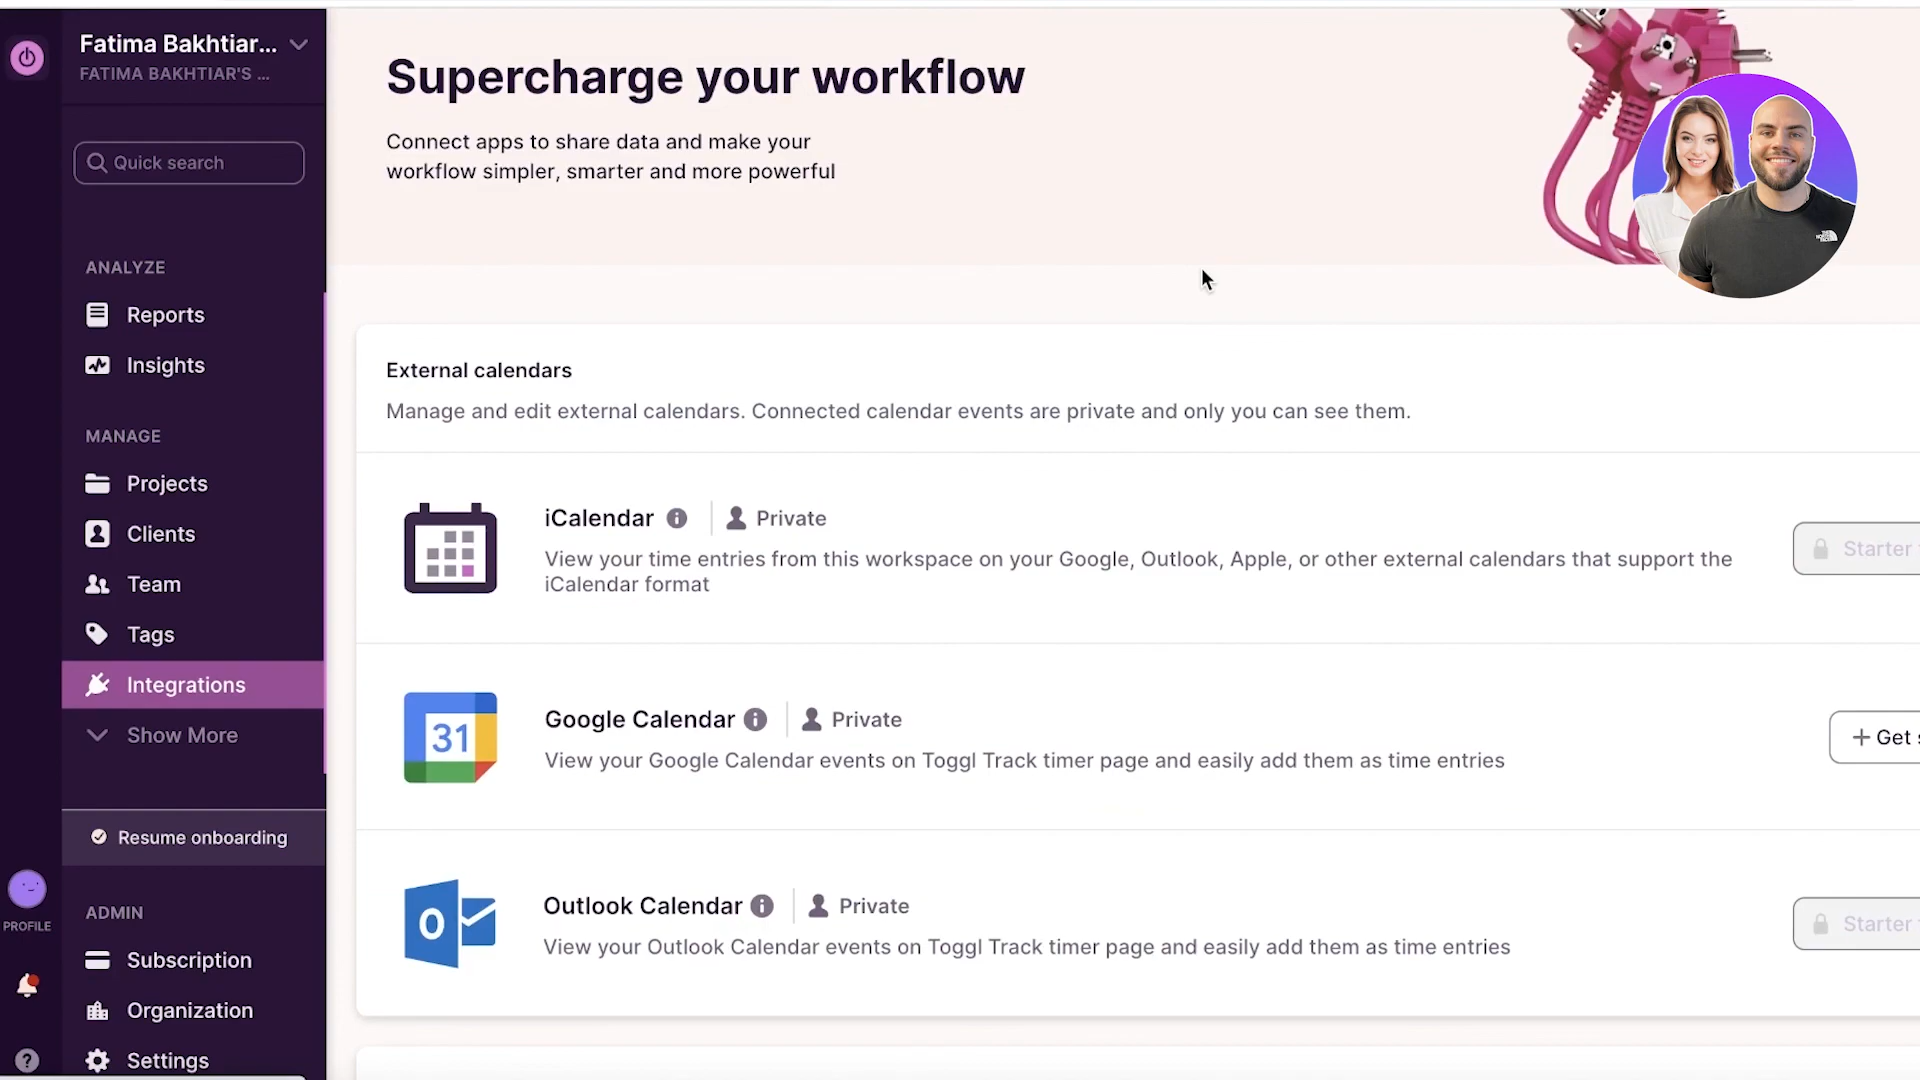 Fatima Bakhtiar...
FATIMA BAKHTIAR'S ...
Quick search
ANALYZE
Reports
Insights
MANAGE
Projects
Clients
Team
Tags
Integrations
Show More
Resume onboarding
PROFILE
ADMIN
Subscription
Organization
Settings
Supercharge your workflow
Connect apps to share data and make your
workflow simpler, smarter and more powerful
THE NORTH FACE
External calendars
Manage and edit external calendars. Connected calendar events are private and only you can see them.
iCalendar
Private
View your time entries from this workspace on your Google, Outlook, Apple, or other external calendars that support the
iCalendar format
Starter
31
Google Calendar
Private
View your Google Calendar events on Toggl Track timer page and easily add them as time entries
+ Get
O
Outlook Calendar
Private
View your Outlook Calendar events on Toggl Track timer page and easily add them as time entries
Starter